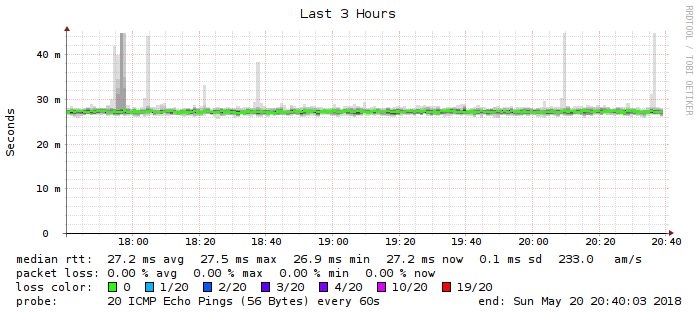 Last 3 Hours
RRDTOOL / TOBI OETIKER
Seconds
40 m
30 m
20 m
10 m
0
18:00 18:20 18:40 19:00 19:20 19:40 20:00 20:20 20:40
median rtt: 27.2 ms avg 27.5 ms max 26.9 ms min 27.2 ms now 0.1 ms sd 233.0 am/s
packet loss: 0.00 % avg 0.00 % max 0.00 % min 0.00 % now
loss color: 0 1/20 2/20 3/20 4/20 10/20 19/20
probe: 20 ICMP Echo Pings (56 Bytes) every 60s end: Sun May 20 20:40:03 2018